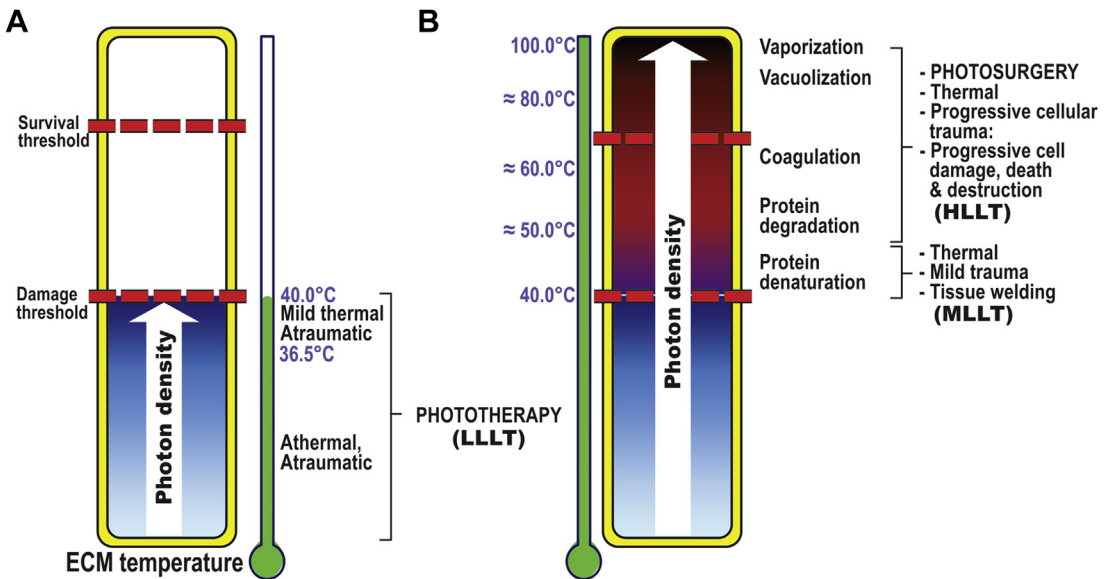 A
Survival
threshold
Damage
threshold
Photon density
40.0°C
Mild thermal
Atraumatic
36.5°C
Athermal,
Atraumatic
ECM temperature
PHOTOTHERAPY
(LLLT)
B
100.0°C
≈ 80.0°C
≈ 60.0°C
≈ 50.0°C
40.0°C
Photon density
Vaporization
Vacuolization
Coagulation
Protein
degradation
Protein
denaturation
- PHOTOSURGERY
- Thermal
- Progressive cellular
trauma:
- Progressive cell
damage, death
& destruction
(HLLT)
- Thermal
- Mild trauma
- Tissue welding
(MLLT)